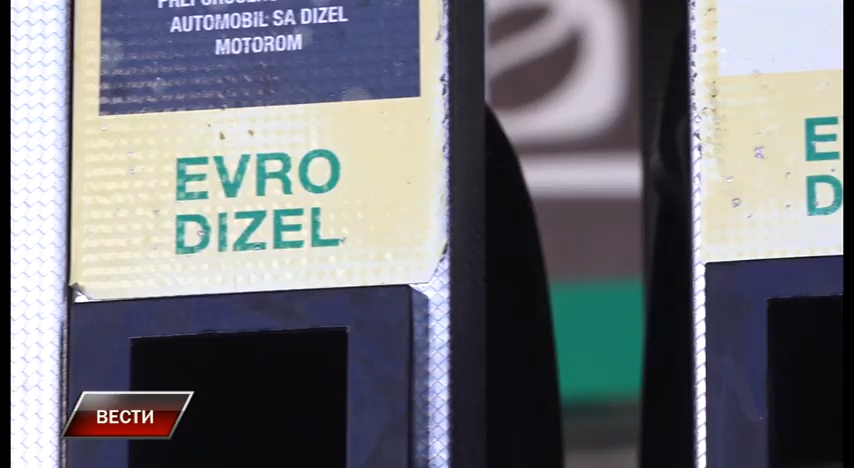 AUTOMOBIL SA DIZEL
MOTOROM
EVRO
DIZEL
E
D
ВЕСТИ